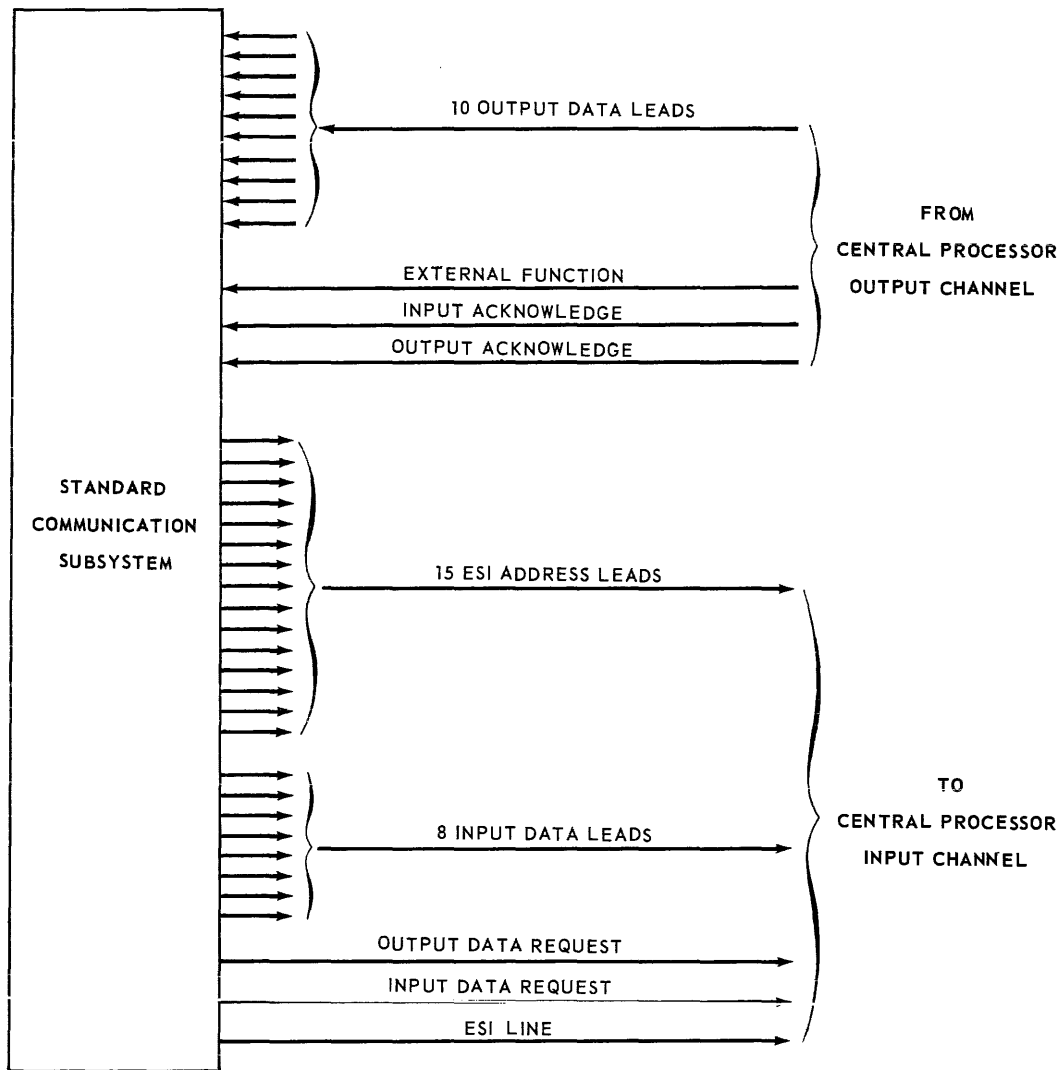 10 OUTPUT DATA LEADS
FROM
CENTRAL PROCESSOR
OUTPUT CHANNEL
EXTERNAL FUNCTION
INPUT ACKNOWLEDGE
OUTPUT ACKNOWLEDGE
STANDARD
COMMUNICATION
SUBSYSTEM
15 ESI ADDRESS LEADS
8 INPUT DATA LEADS
TO
CENTRAL PROCESSOR
INPUT CHANNEL
OUTPUT DATA REQUEST
INPUT DATA REQUEST
ESI LINE